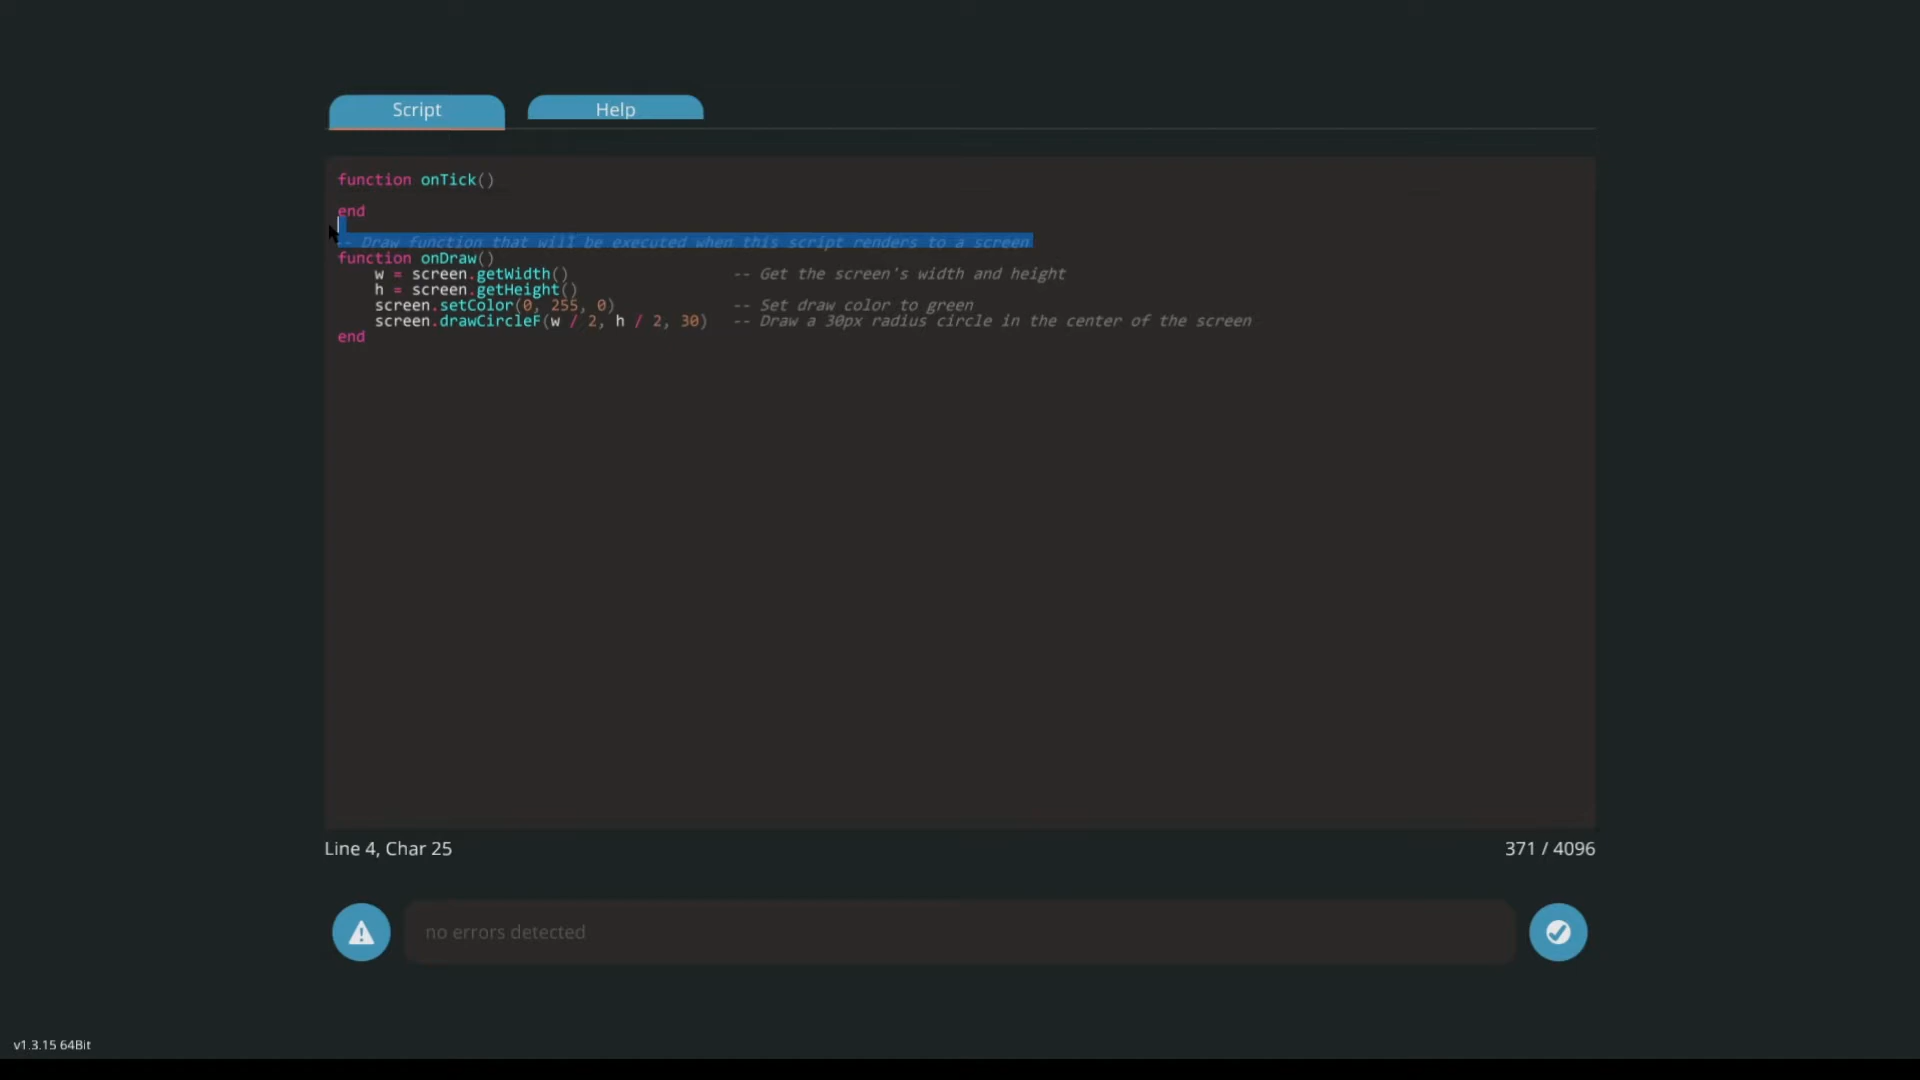 Script Help
function onTick()
end
-- Draw function that will be executed when this script renders to a screen
function onDraw()
w = screen.getWidth() -- Get the screen's width and height
h = screen.getHeight()
screen.setColor(0, 255, 0) -- Set draw color to green
screen.drawCircleF(w / 2, h / 2, 30) -- Draw a 30px radius circle in the center of the screen
end
Line 4, Char 25 371 / 4096
no errors detected
v1.3.15 64Bit